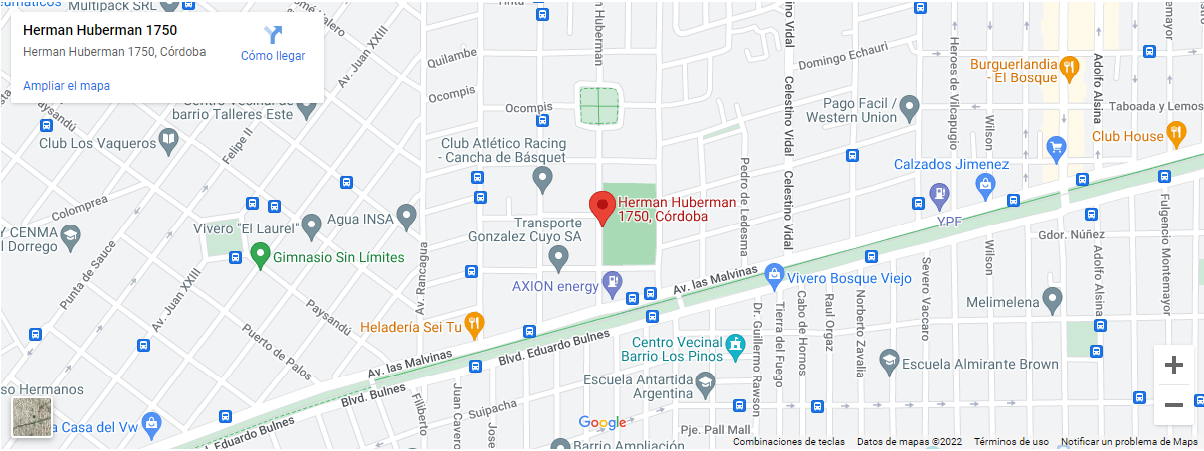 eumáticos
Multipack SRL
Herman Huberman 1750
Herman Huberman 1750, Córdoba
Cómo llegar
Ampliar el mapa
Av. Juan XXIII
Quilambe
Ocompis
Ocompis
Huberman
Celestino Vidal
Domingo Echauri
Heroes de Vilcapugio
Wilson
Burguerlandia
- El Bosque
Adolfo Alsina
Taboada y Lemos
Club House
Pago Facil /
Western Union
Calzados Jimenez
YPF
Centro Vecinal de
barrio Talleres Este
Paysandú
Felipe II
Club Los Vaqueros
Colomprea
Y CENMA
l Dorrego
Punta de Sauce
Club Atlético Racing
- Cancha de Básquet
Agua INSA
Vivero "El Laurel"
Gimnasio Sin Límites
Transporte
Gonzalez Cuyo SA
Herman Huberman
1750, Córdoba
Pedro de Ledesma
Celestino Vidal
Av. Rancagua
Av. Juan XXIII
Paysandú
Puerto de Palos
AXION energy
Heladería Sei Tu
Av. las Malvinas
Vivero Bosque Viejo
Gdor. Núñez
Wilson
Adolfo Alsina
Fulgencio Montemayor
Severo Vaccaro
Norberto Zavalia
Raul Orgaz
Cabo de Hornos
Tierra del Fuego
Dr. Guillermo Rawson
Melimelena
Centro Vecinal
Barrio Los Pinos
Blvd. Eduardo Bulnes
Av. las Malvinas
Blvd. Bulnes
Escuela Antartida
Argentina
Escuela Almirante Brown
so Hermanos
a Casa del Vw
d. Eduardo Bulnes
Filiberto
Juan Cavero
Jose
Suipacha
Google
Barrio Ampliación
Pje. Pall Mall
Combinaciones de teclas
Datos de mapas ©2022
Términos de uso
Notificar un problema de Maps